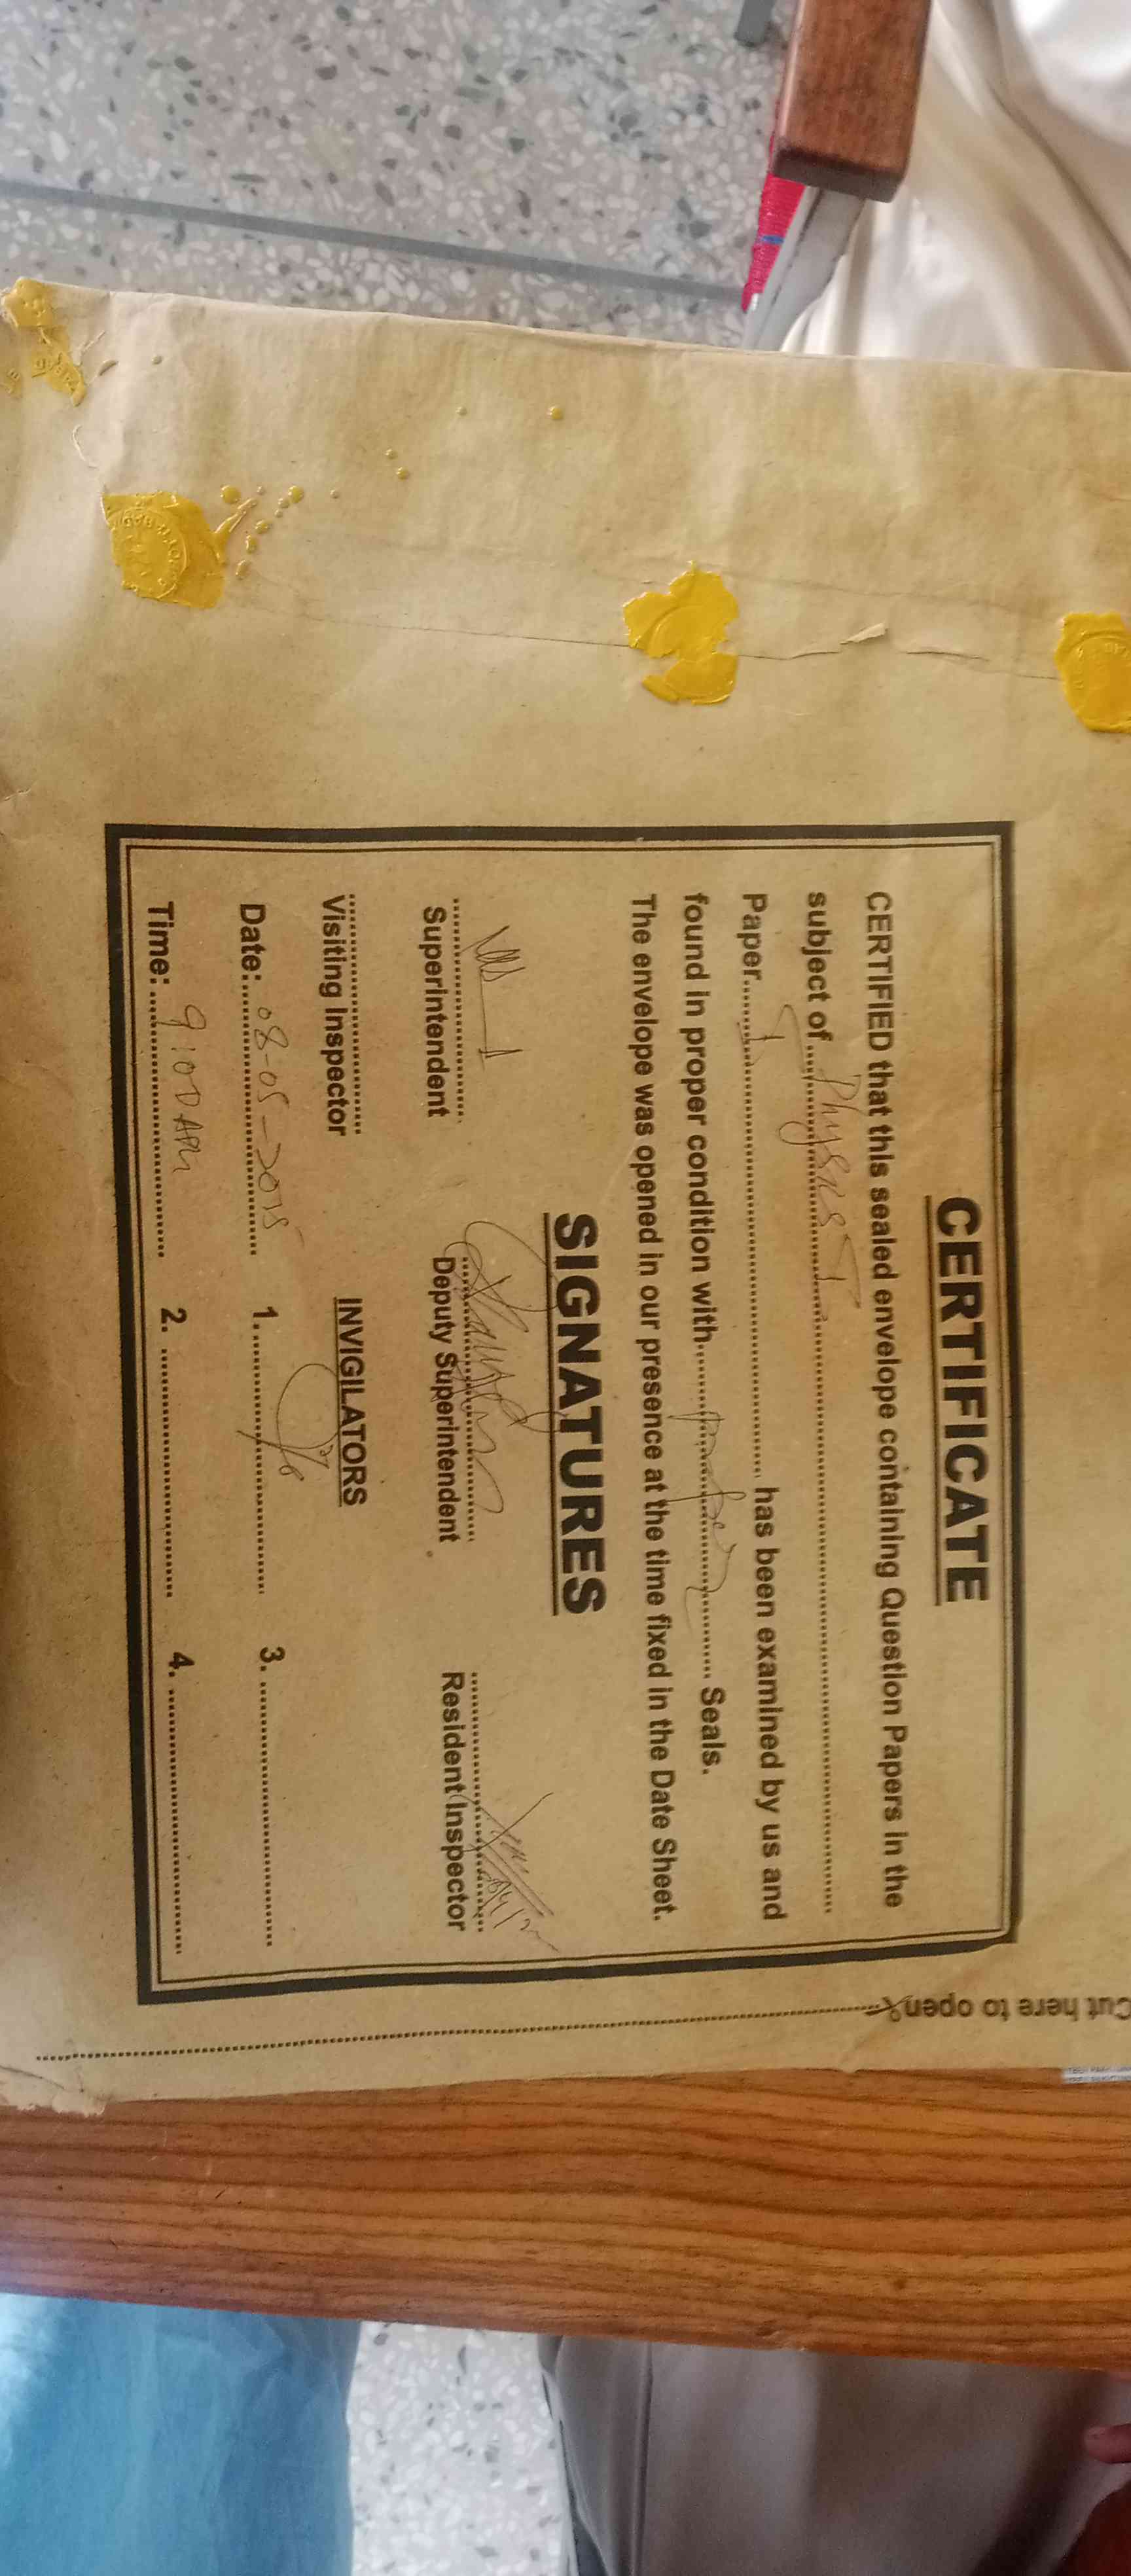 CERTIFICATE
CERTIFIED that this sealed envelope containing Question Papers in the
subject of Physics I
Paper I has been examined by us and
found in proper condition with Seals.
The envelope was opened in our presence at the time fixed in the Date Sheet.
SIGNATURES
Superintendent Deputy Superintendent Resident Inspector
Visiting Inspector INVIGILATORS
Date: 08-05-2015 1. 3.
Time: 9:00 AM 2. 4.
Cut here to open